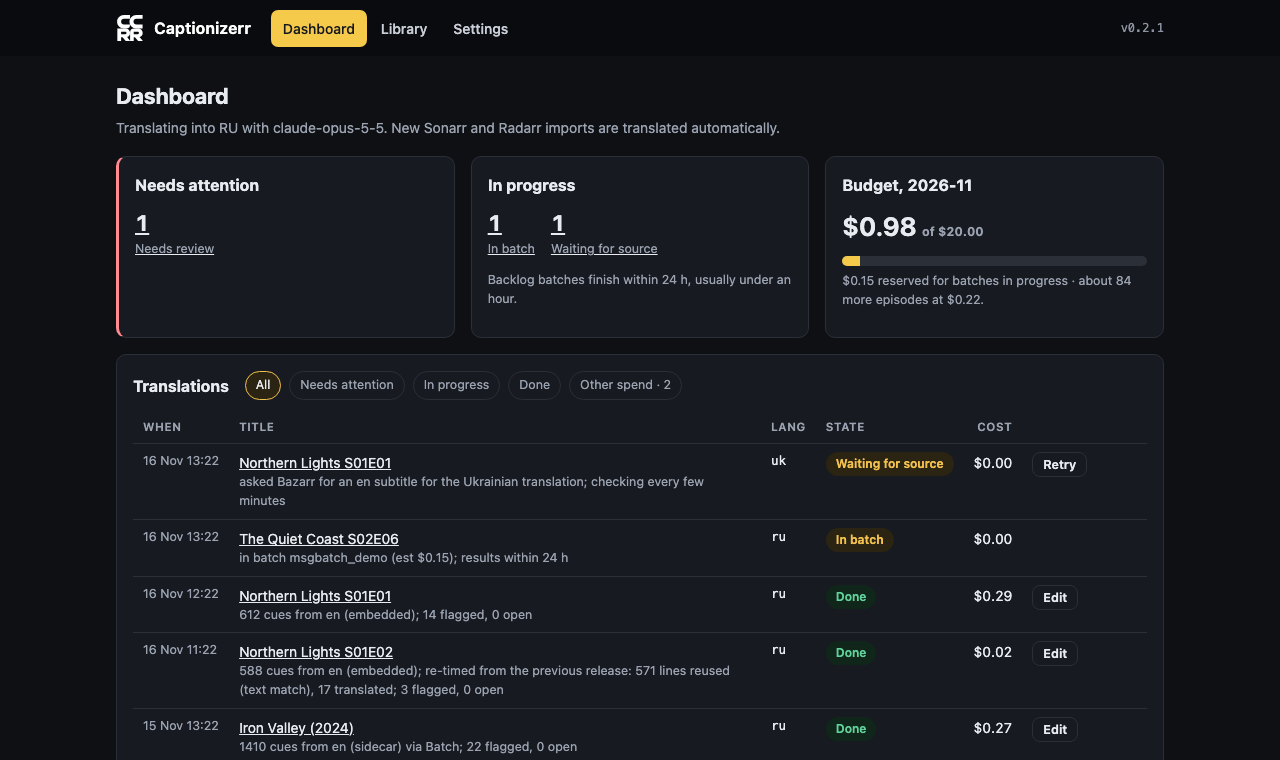 CC
RR
Captionizerr
Dashboard
Library
Settings
v0.2.1
Dashboard
Translating into RU with claude-opus-5-5. New Sonarr and Radarr imports are translated automatically.
Needs attention
1
Needs review
In progress
1 1
In batch Waiting for source
Backlog batches finish within 24 h, usually under an
hour.
Budget, 2026-11
$0.98 of $20.00
$0.15 reserved for batches in progress · about 84
more episodes at $0.22.
Translations All Needs attention In progress Done Other spend · 2
WHEN TITLE LANG STATE COST
16 Nov 13:22 Northern Lights S01E01 uk Waiting for source $0.00 Retry
asked Bazarr for an en subtitle for the Ukrainian translation; checking every few
minutes
16 Nov 13:22 The Quiet Coast S02E06 ru In batch $0.00
in batch msgbatch_demo (est $0.15); results within 24 h
16 Nov 12:22 Northern Lights S01E01 ru Done $0.29 Edit
612 cues from en (embedded); 14 flagged, 0 open
16 Nov 11:22 Northern Lights S01E02 ru Done $0.02 Edit
588 cues from en (embedded); re-timed from the previous release: 571 lines reused
(text match), 17 translated; 3 flagged, 0 open
15 Nov 13:22 Iron Valley (2024) ru Done $0.27 Edit
1410 cues from en (sidecar) via Batch; 22 flagged, 0 open